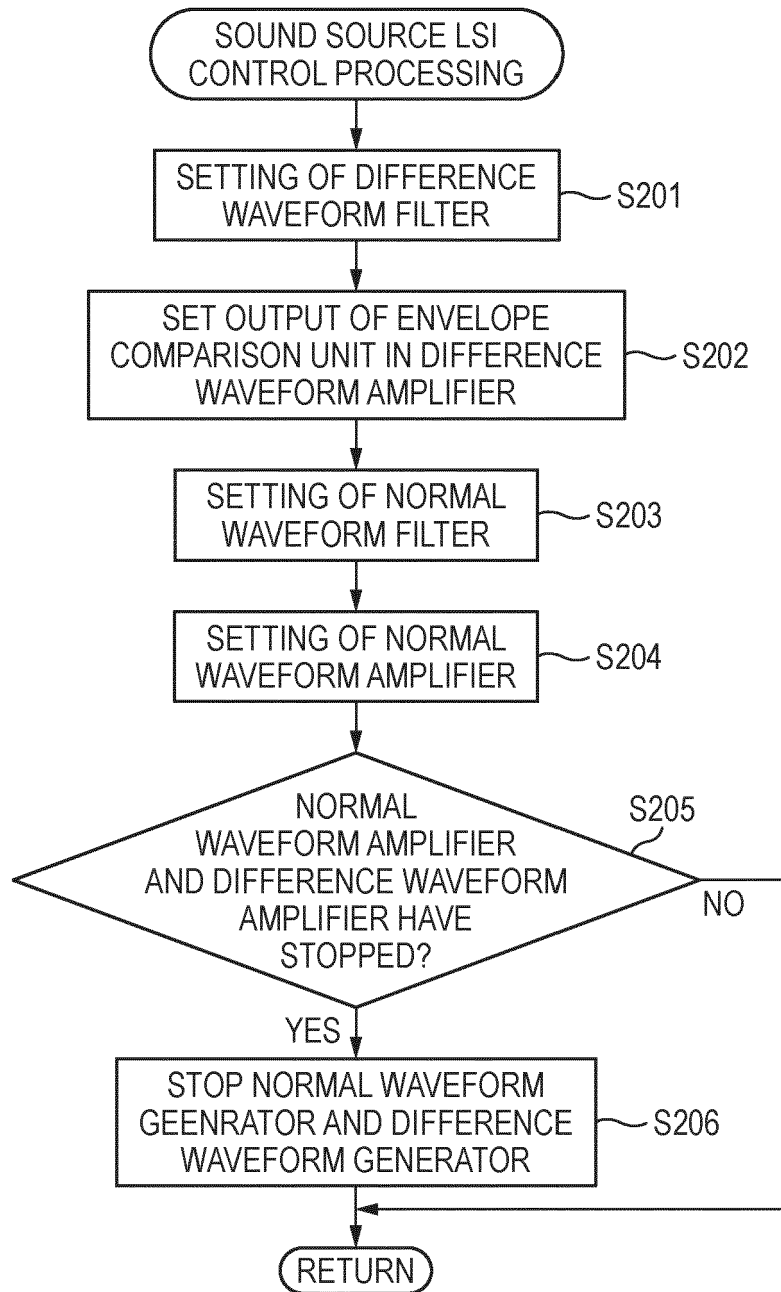 SOUND SOURCE LSI
CONTROL PROCESSING
SETTING OF DIFFERENCE
WAVEFORM FILTER
S201
SET OUTPUT OF ENVELOPE
COMPARISON UNIT IN DIFFERENCE
WAVEFORM AMPLIFIER
S202
SETTING OF NORMAL
WAVEFORM FILTER
S203
SETTING OF NORMAL
WAVEFORM AMPLIFIER
S204
NORMAL
WAVEFORM AMPLIFIER
AND DIFFERENCE WAVEFORM
AMPLIFIER HAVE
STOPPED?
S205
NO
YES
STOP NORMAL WAVEFORM
GEENRATOR AND DIFFERENCE
WAVEFORM GENERATOR
S206
RETURN